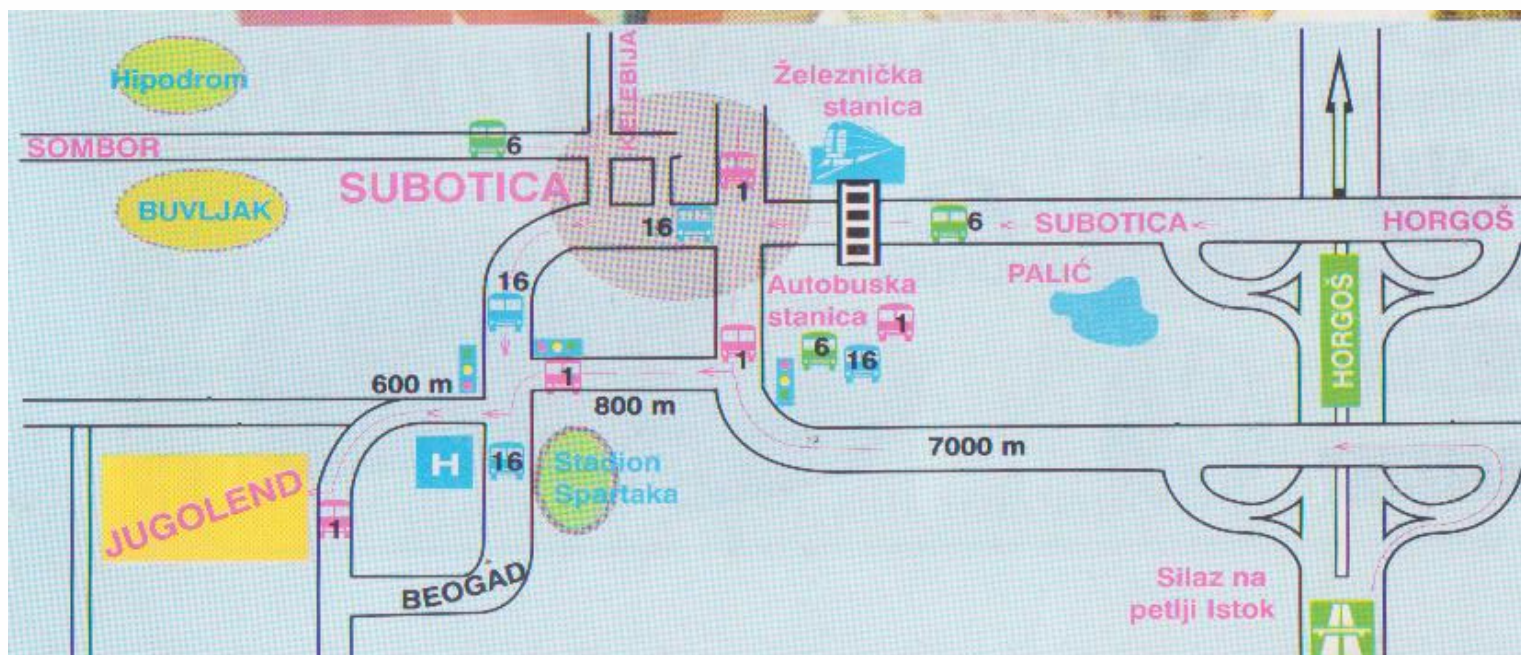 Hipodrom
KELEBIJA
Železnička
stanica
SOMBOR
6
SUBOTICA
1
BUVLJAK
16
6
SUBOTICA
HORGOŠ
PALIĆ
16
Autobuska
stanica
1
HORGOŠ
1
6
16
600 m
1
800 m
7000 m
H
16
Stadion
Spartaka
JUGOLEND
1
BEOGAD
Silaz na
petlji Istok